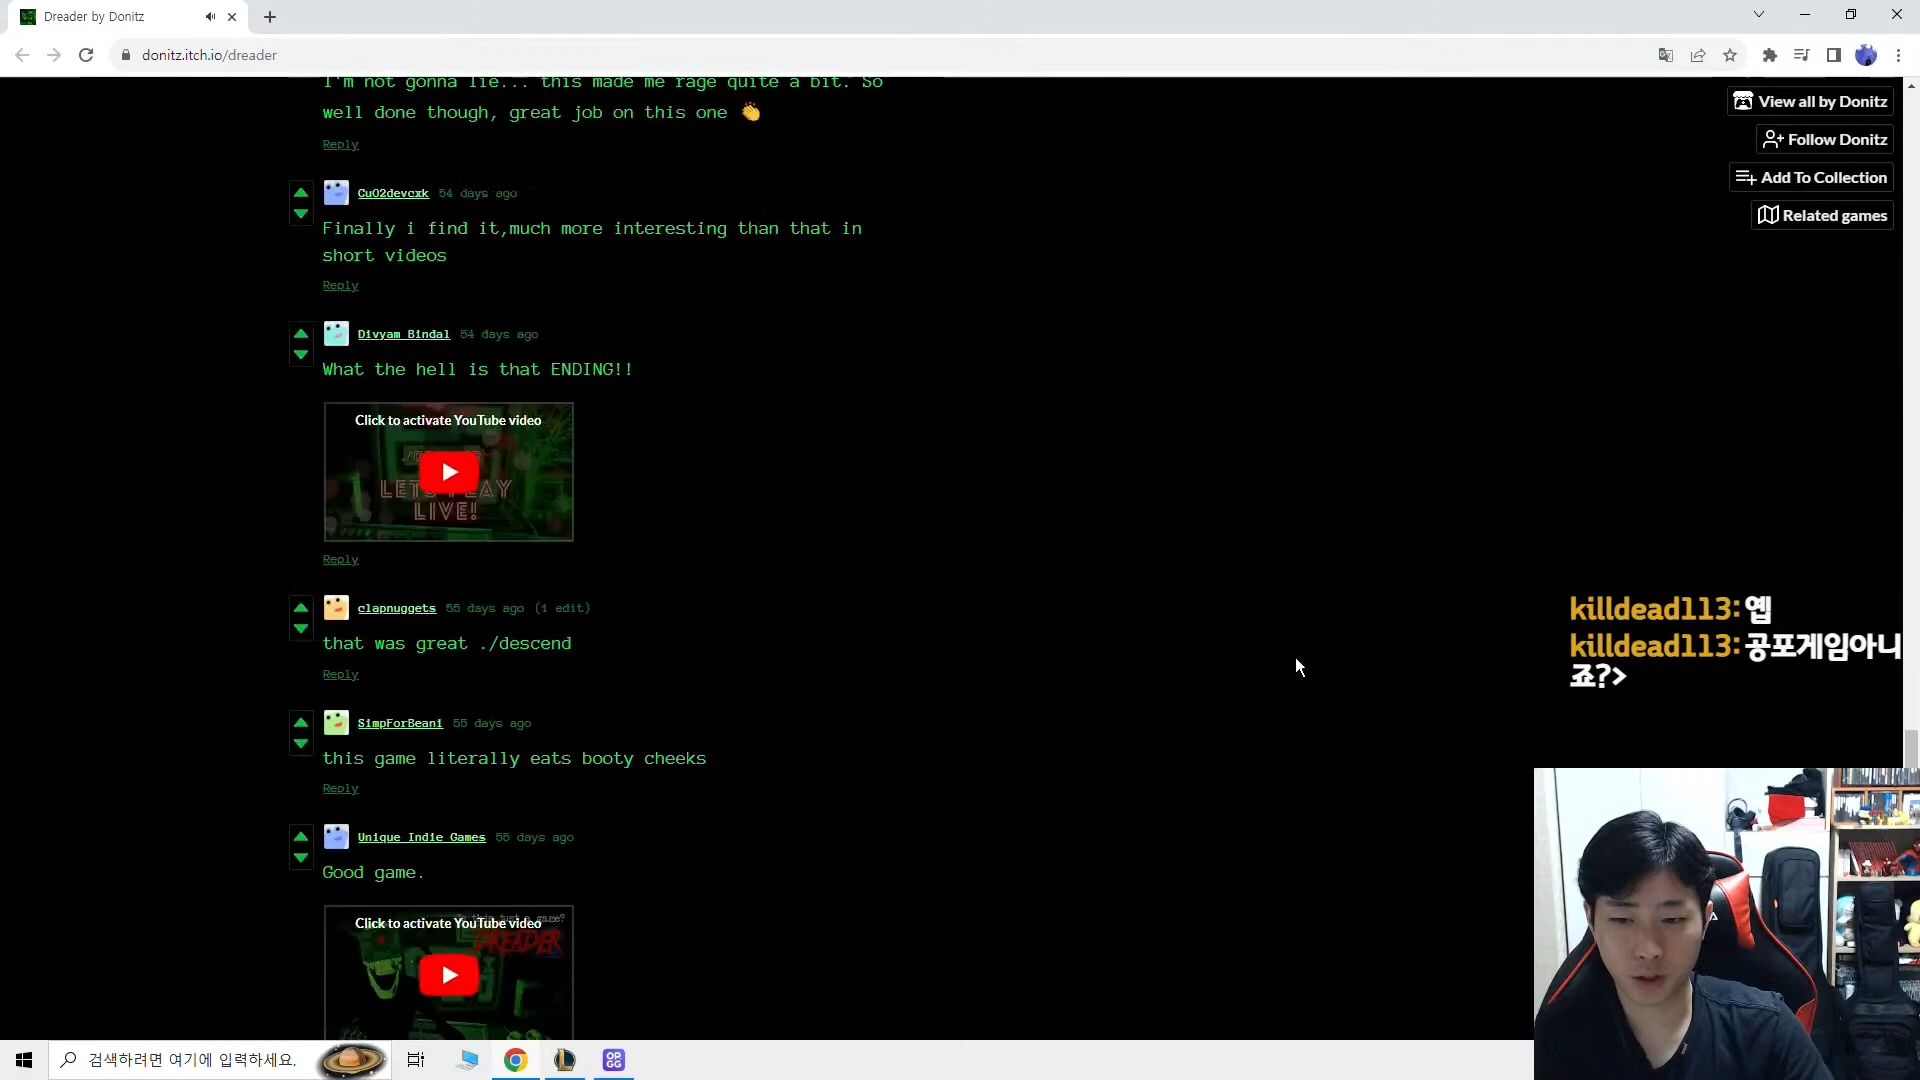 Dreader by Donitz
donitz.itch.io/dreader
I'm not gonna lie... this made me rage quite a bit. So
well done though, great job on this one 👏
Reply
View all by Donitz
Follow Donitz
Add To Collection
Related games
Cu02devcxk 54 days ago
Finally i find it,much more interesting than that in
short videos
Reply
Divyam Bindal 54 days ago
What the hell is that ENDING!!
Click to activate YouTube video
LETS PLAY
LIVE!
Reply
clapnuggets 55 days ago (1 edit)
that was great ./descend
Reply
SimpForBean1 55 days ago
this game literally eats booty cheeks
Reply
Unique Indie Games 55 days ago
Good game.
Click to activate YouTube video
DREADER
killdead113: 옙
killdead113: 공포게임아니
죠?>
검색하려면 여기에 입력하세요.
OP
GG